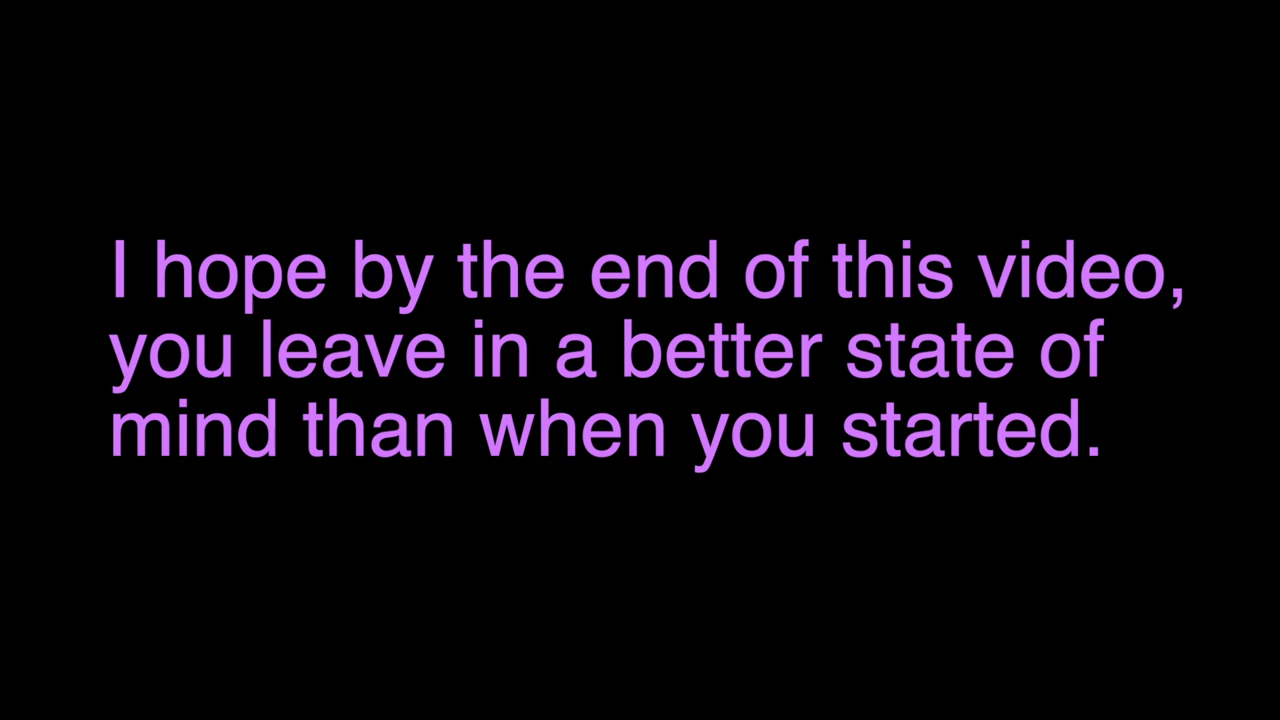 I hope by the end of this video,
you leave in a better state of
mind than when you started.